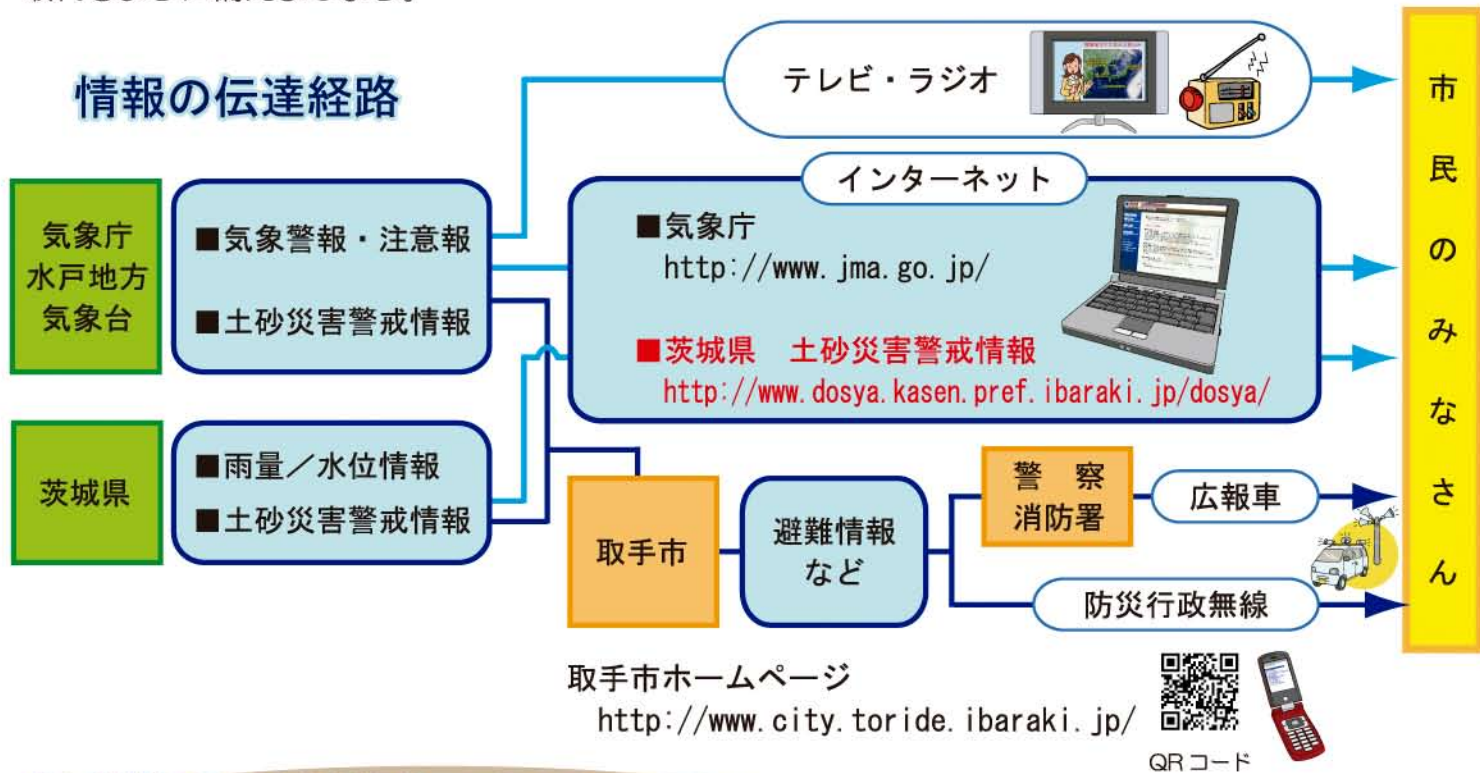 情報の伝達経路
テレビ・ラジオ
インターネット
気象庁
水戸地方
気象台
■気象警報・注意報
■土砂災害警戒情報
■気象庁
http://www.jma.go.jp/
■茨城県　土砂災害警戒情報
http://www.dosya.kasen.pref.ibaraki.jp/dosya/
茨城県
■雨量／水位情報
■土砂災害警戒情報
取手市
避難情報
など
警　察
消防署
広報車
防災行政無線
市民のみなさん
取手市ホームページ
http://www.city.toride.ibaraki.jp/
QRコード